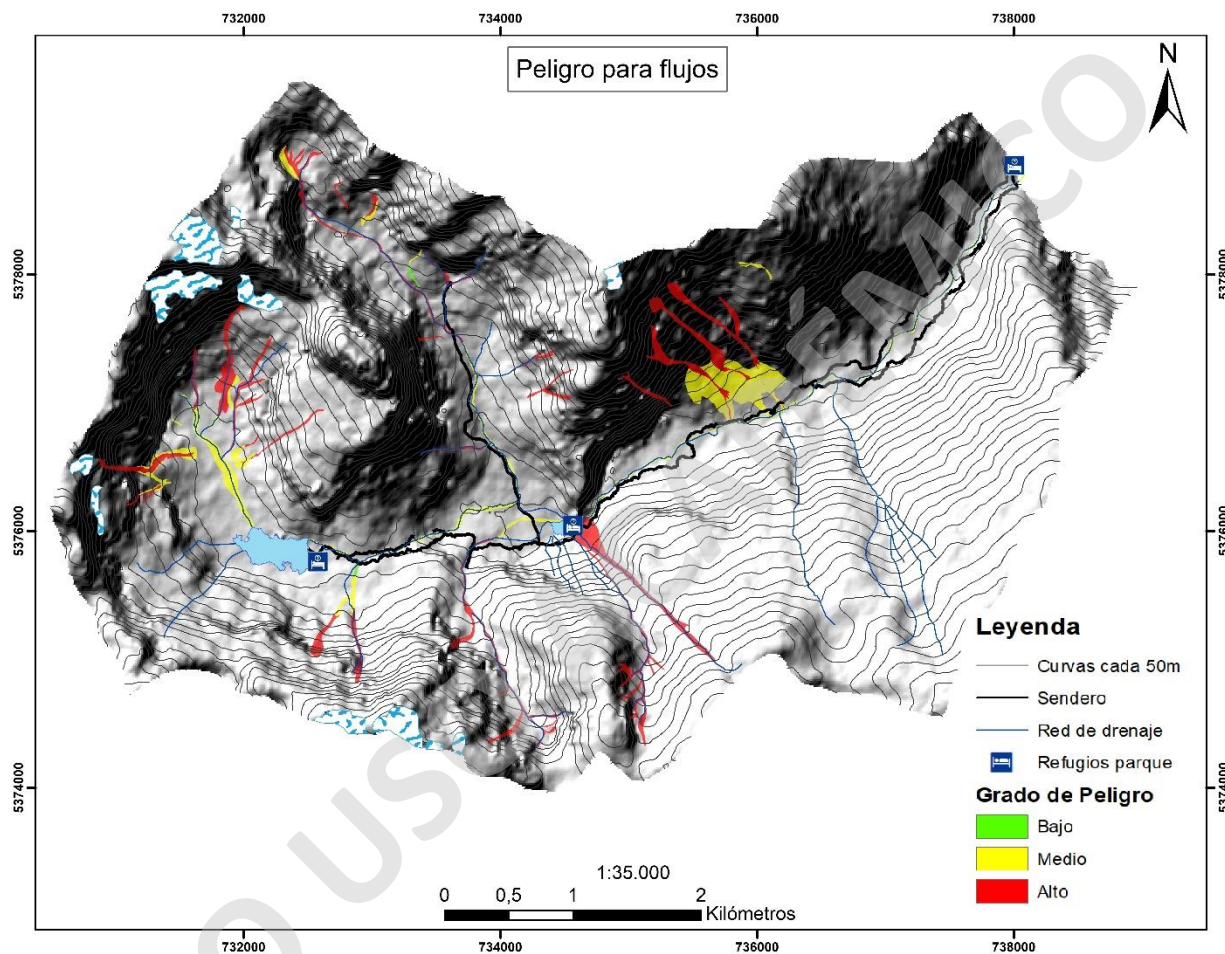 732000 734000 736000 738000
Peligro para flujos
N
5378000 5378000
5376000 5376000
5374000 5374000
Leyenda
Curvas cada 50m
Sendero
Red de drenaje
Refugios parque
Grado de Peligro
Bajo
Medio
Alto
1:35.000
0 0,5 1 2
Kilómetros
732000 734000 736000 738000